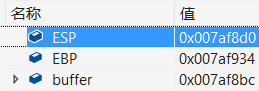 名称 值
ESP 0x007af8d0
EBP 0x007af934
buffer 0x007af8bc